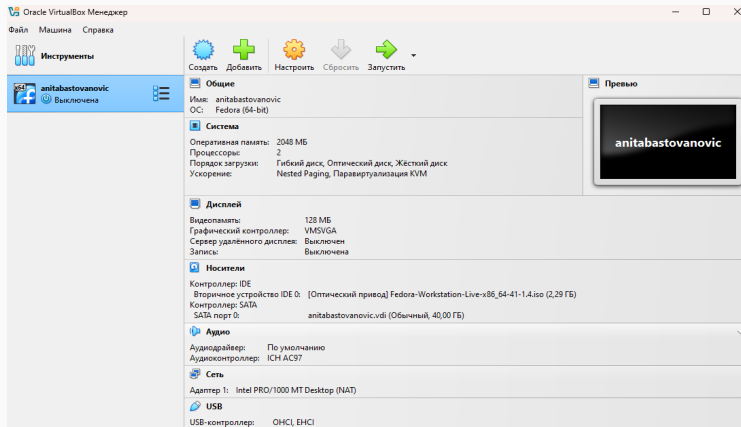 Oracle VirtualBox Менеджер
Файл Машина Справка
Инструменты
Создать Добавить Настроить Сбросить Запустить
x64
anitabastovanovic
Выключена
Общие
Имя: anitabastovanovic
ОС: Fedora (64-bit)
Превью
anitabastovanovic
Система
Оперативная память: 2048 МБ
Процессоры: 2
Порядок загрузки: Гибкий диск, Оптический диск, Жёсткий диск
Ускорение: Nested Paging, Паравиртуализация KVM
Дисплей
Видеопамять: 128 МБ
Графический контроллер: VMSVGA
Сервер удалённого дисплея: Выключен
Запись: Выключена
Носители
Контроллер: IDE
Вторичное устройство IDE 0: [Оптический привод] Fedora-Workstation-Live-x86_64-41-1.4.iso (2,29 ГБ)
Контроллер: SATA
SATA порт 0: anitabastovanovic.vdi (Обычный, 40,00 ГБ)
Аудио
Аудиодрайвер: По умолчанию
Аудиоконтроллер: ICH AC97
Сеть
Адаптер 1: Intel PRO/1000 MT Desktop (NAT)
USB
USB-контроллер: OHCI, EHCI